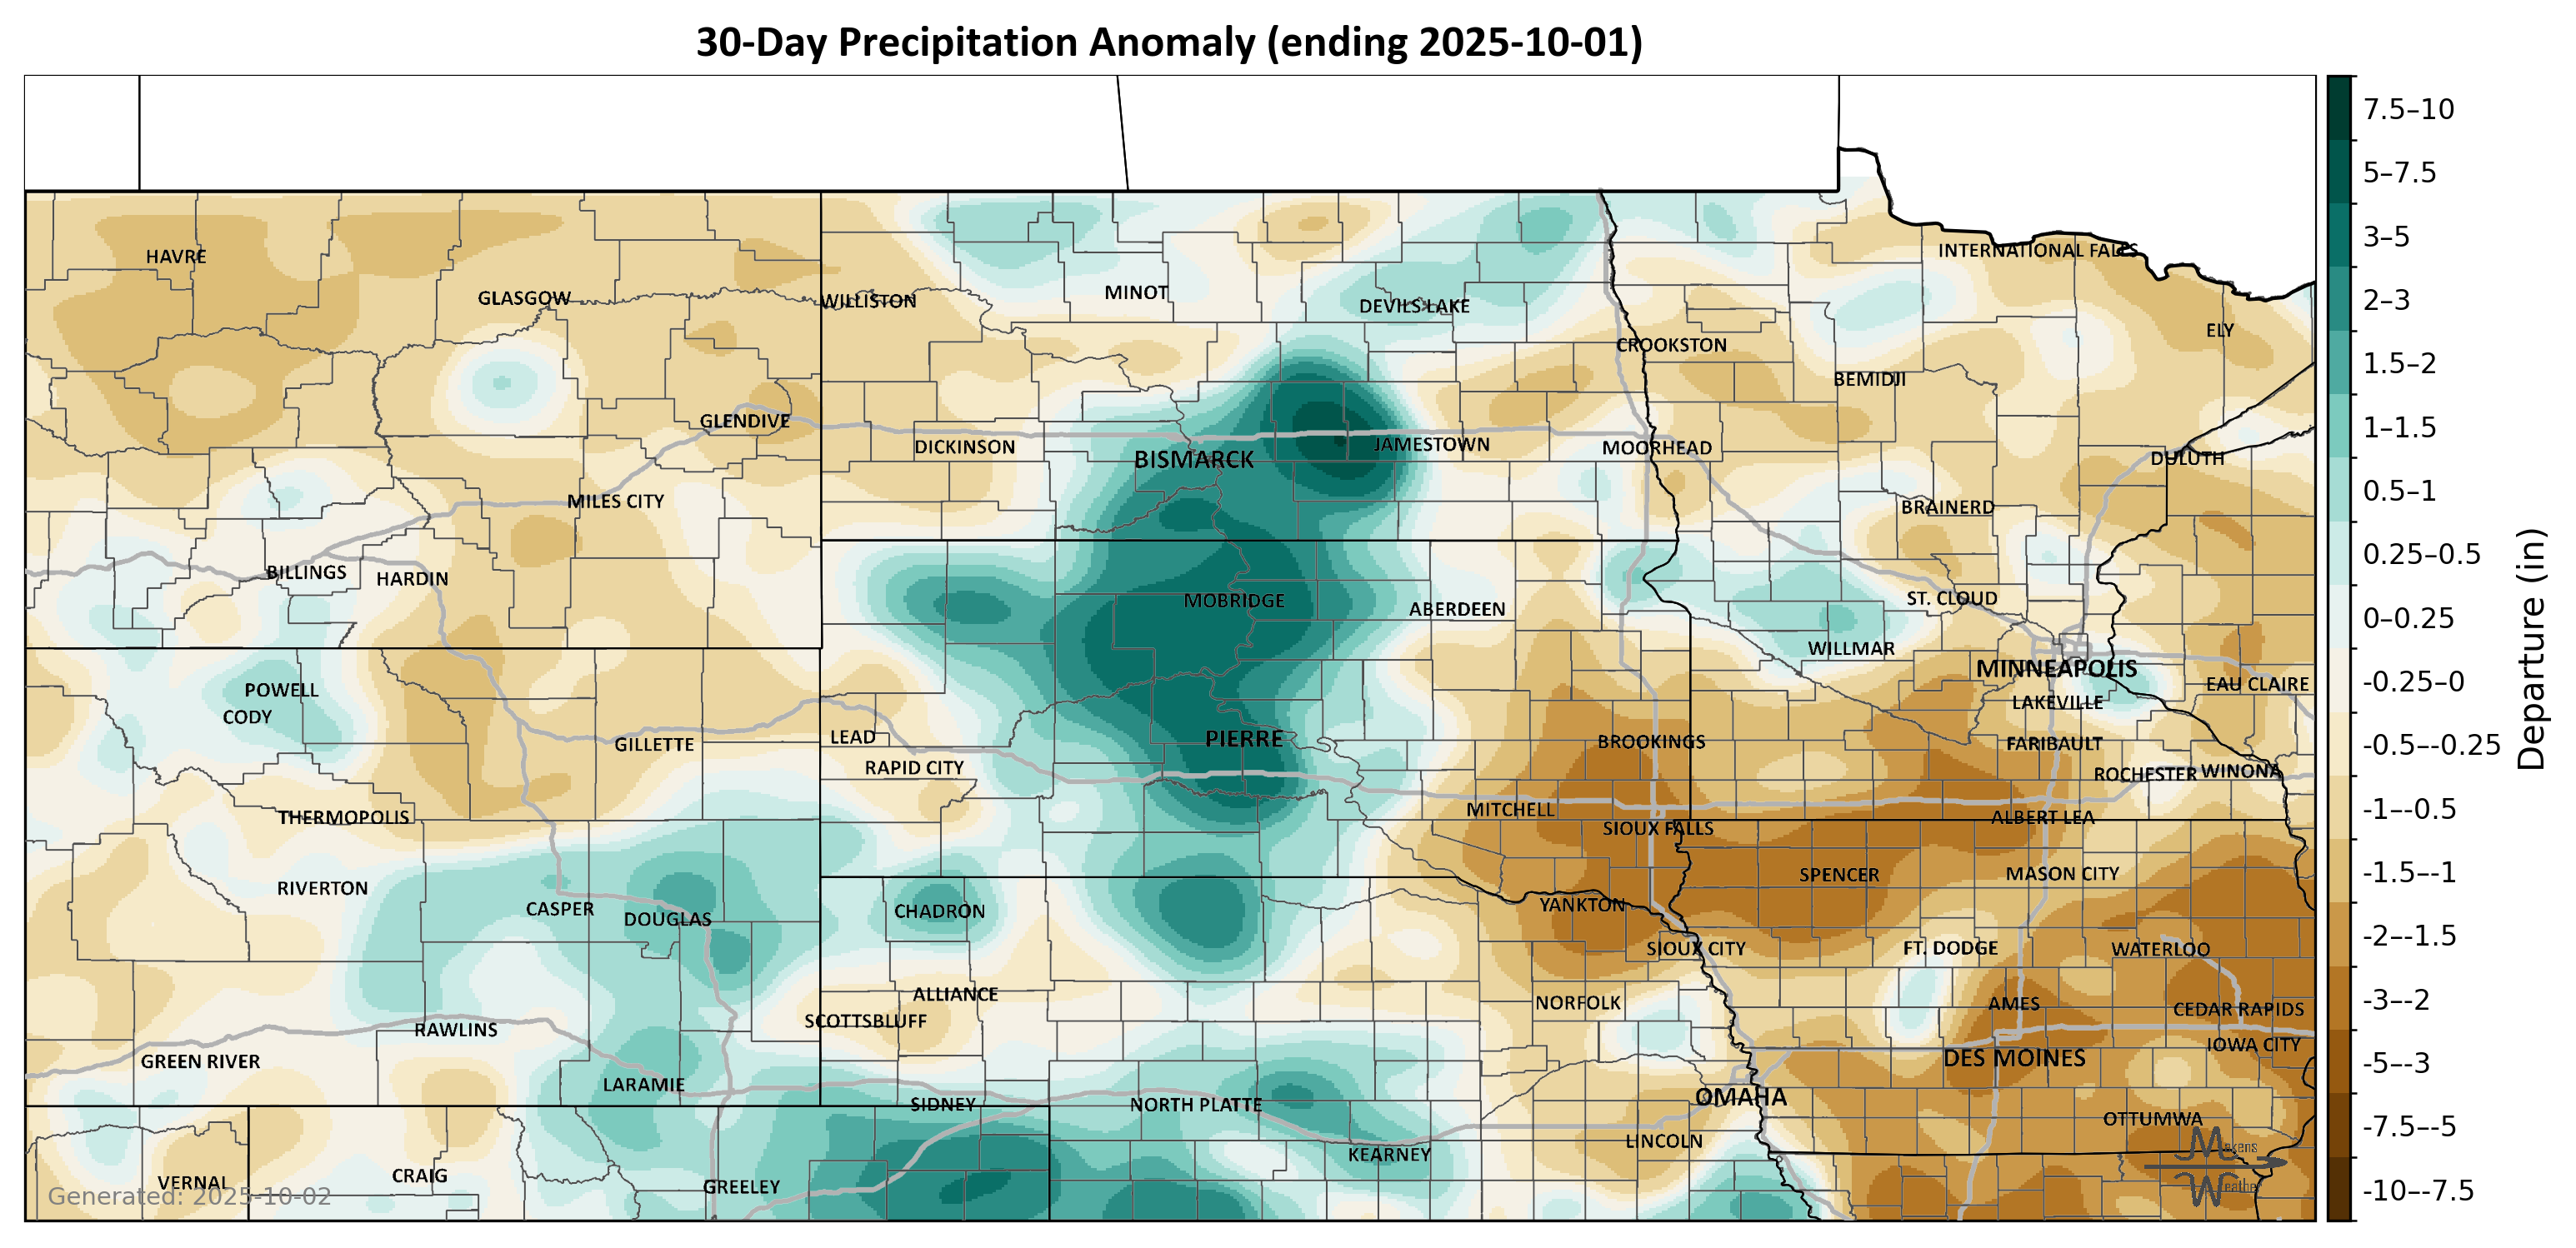 30-Day Precipitation Anomaly (ending 2025-10-01)
HAVRE
GLASGOW
WILLISTON
MINOT
DEVILS LAKE
INTERNATIONAL FALLS
ELY
CROOKSTON
BEMIDJI
GLENDIVE
DICKINSON
BISMARCK
JAMESTOWN
MOORHEAD
DULUTH
MILES CITY
BRAINERD
BILLINGS
HARDIN
MOBRIDGE
ABERDEEN
ST. CLOUD
WILLMAR
MINNEAPOLIS
EAU CLAIRE
LAKEVILLE
POWELL
CODY
GILLETTE
LEAD
RAPID CITY
PIERRE
BROOKINGS
FARIBAULT
ROCHESTER
WINONA
THERMOPOLIS
MITCHELL
SIOUX FALLS
ALBERT LEA
RIVERTON
CASPER
DOUGLAS
CHADRON
YANKTON
SPENCER
MASON CITY
SIOUX CITY
FT. DODGE
WATERLOO
ALLIANCE
SCOTTSBLUFF
NORFOLK
AMES
CEDAR RAPIDS
RAWLINS
GREEN RIVER
DES MOINES
IOWA CITY
LARAMIE
SIDNEY
NORTH PLATTE
OMAHA
OTTUMWA
LINCOLN
KEARNEY
VERNAL
CRAIG
GREELEY
Generated: 2025-10-02
Makens
Weather
7.5–10
5–7.5
3–5
2–3
1.5–2
1–1.5
0.5–1
0.25–0.5
0–0.25
-0.25–0
-0.5–-0.25
-1–-0.5
-1.5–-1
-2–-1.5
-3–-2
-5–-3
-7.5–-5
-10–-7.5
Departure (in)